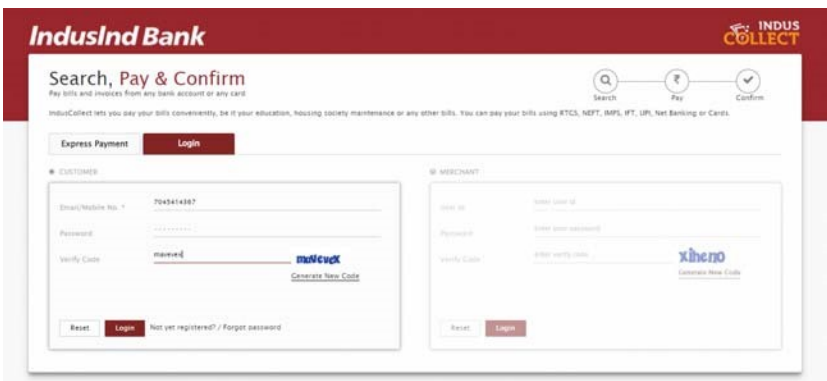 IndusInd Bank
INDUS COLLECT
Search, Pay & Confirm
Pay bills and invoices from any bank account or any card
Search Pay Confirm
IndusCollect lets you pay your bills conveniently, be it your education, housing society maintenance or any other bills. You can pay your bills using RTGS, NEFT, IMPS, IFT, UPI, Net Banking or Cards.
Express Payment Login
CUSTOMER MERCHANT
Email/Mobile No. * 7045414387 User Id Enter User Id
Password Password Enter your password
Verify Code Verify Code Enter verify code
Generate New Code Generate New Code
Reset Login Not yet registered? / Forgot password Reset Login